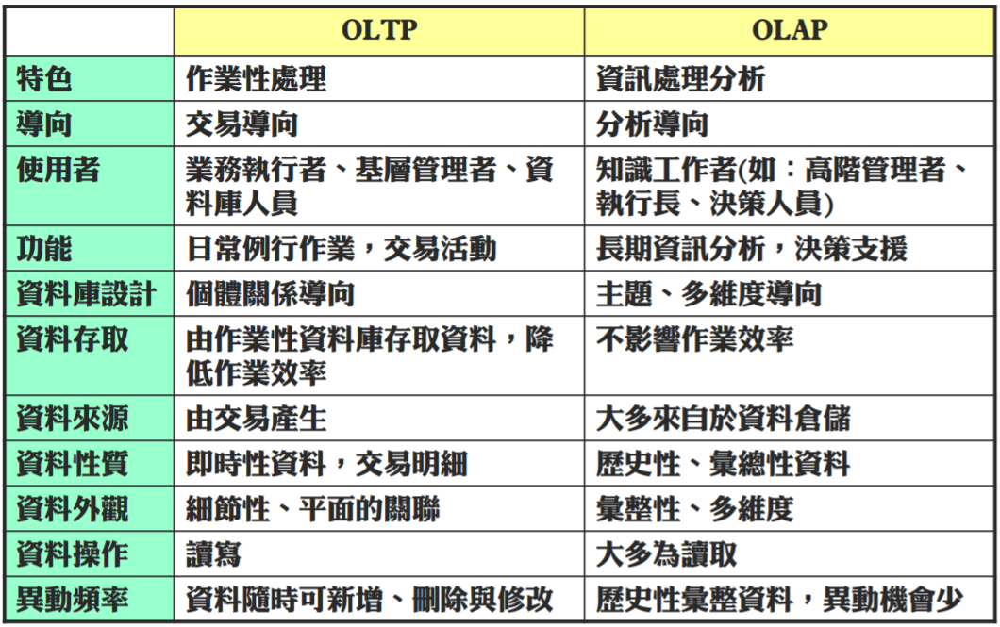 OLTP OLAP
特色 作業性處理 資訊處理分析
導向 交易導向 分析導向
使用者 業務執行者、基層管理者、資 知識工作者(如：高階管理者、
料庫人員 執行長、決策人員)
功能 日常例行作業，交易活動 長期資訊分析，決策支援
資料庫設計 個體關係導向 主題、多維度導向
資料存取 由作業性資料庫存取資料，降 不影響作業效率
低作業效率
資料來源 由交易產生 大多來自於資料倉儲
資料性質 即時性資料，交易明細 歷史性、彙總性資料
資料外觀 細節性、平面的關聯 彙整性、多維度
資料操作 讀寫 大多為讀取
異動頻率 資料隨時可新增、刪除與修改 歷史性彙整資料，異動機會少